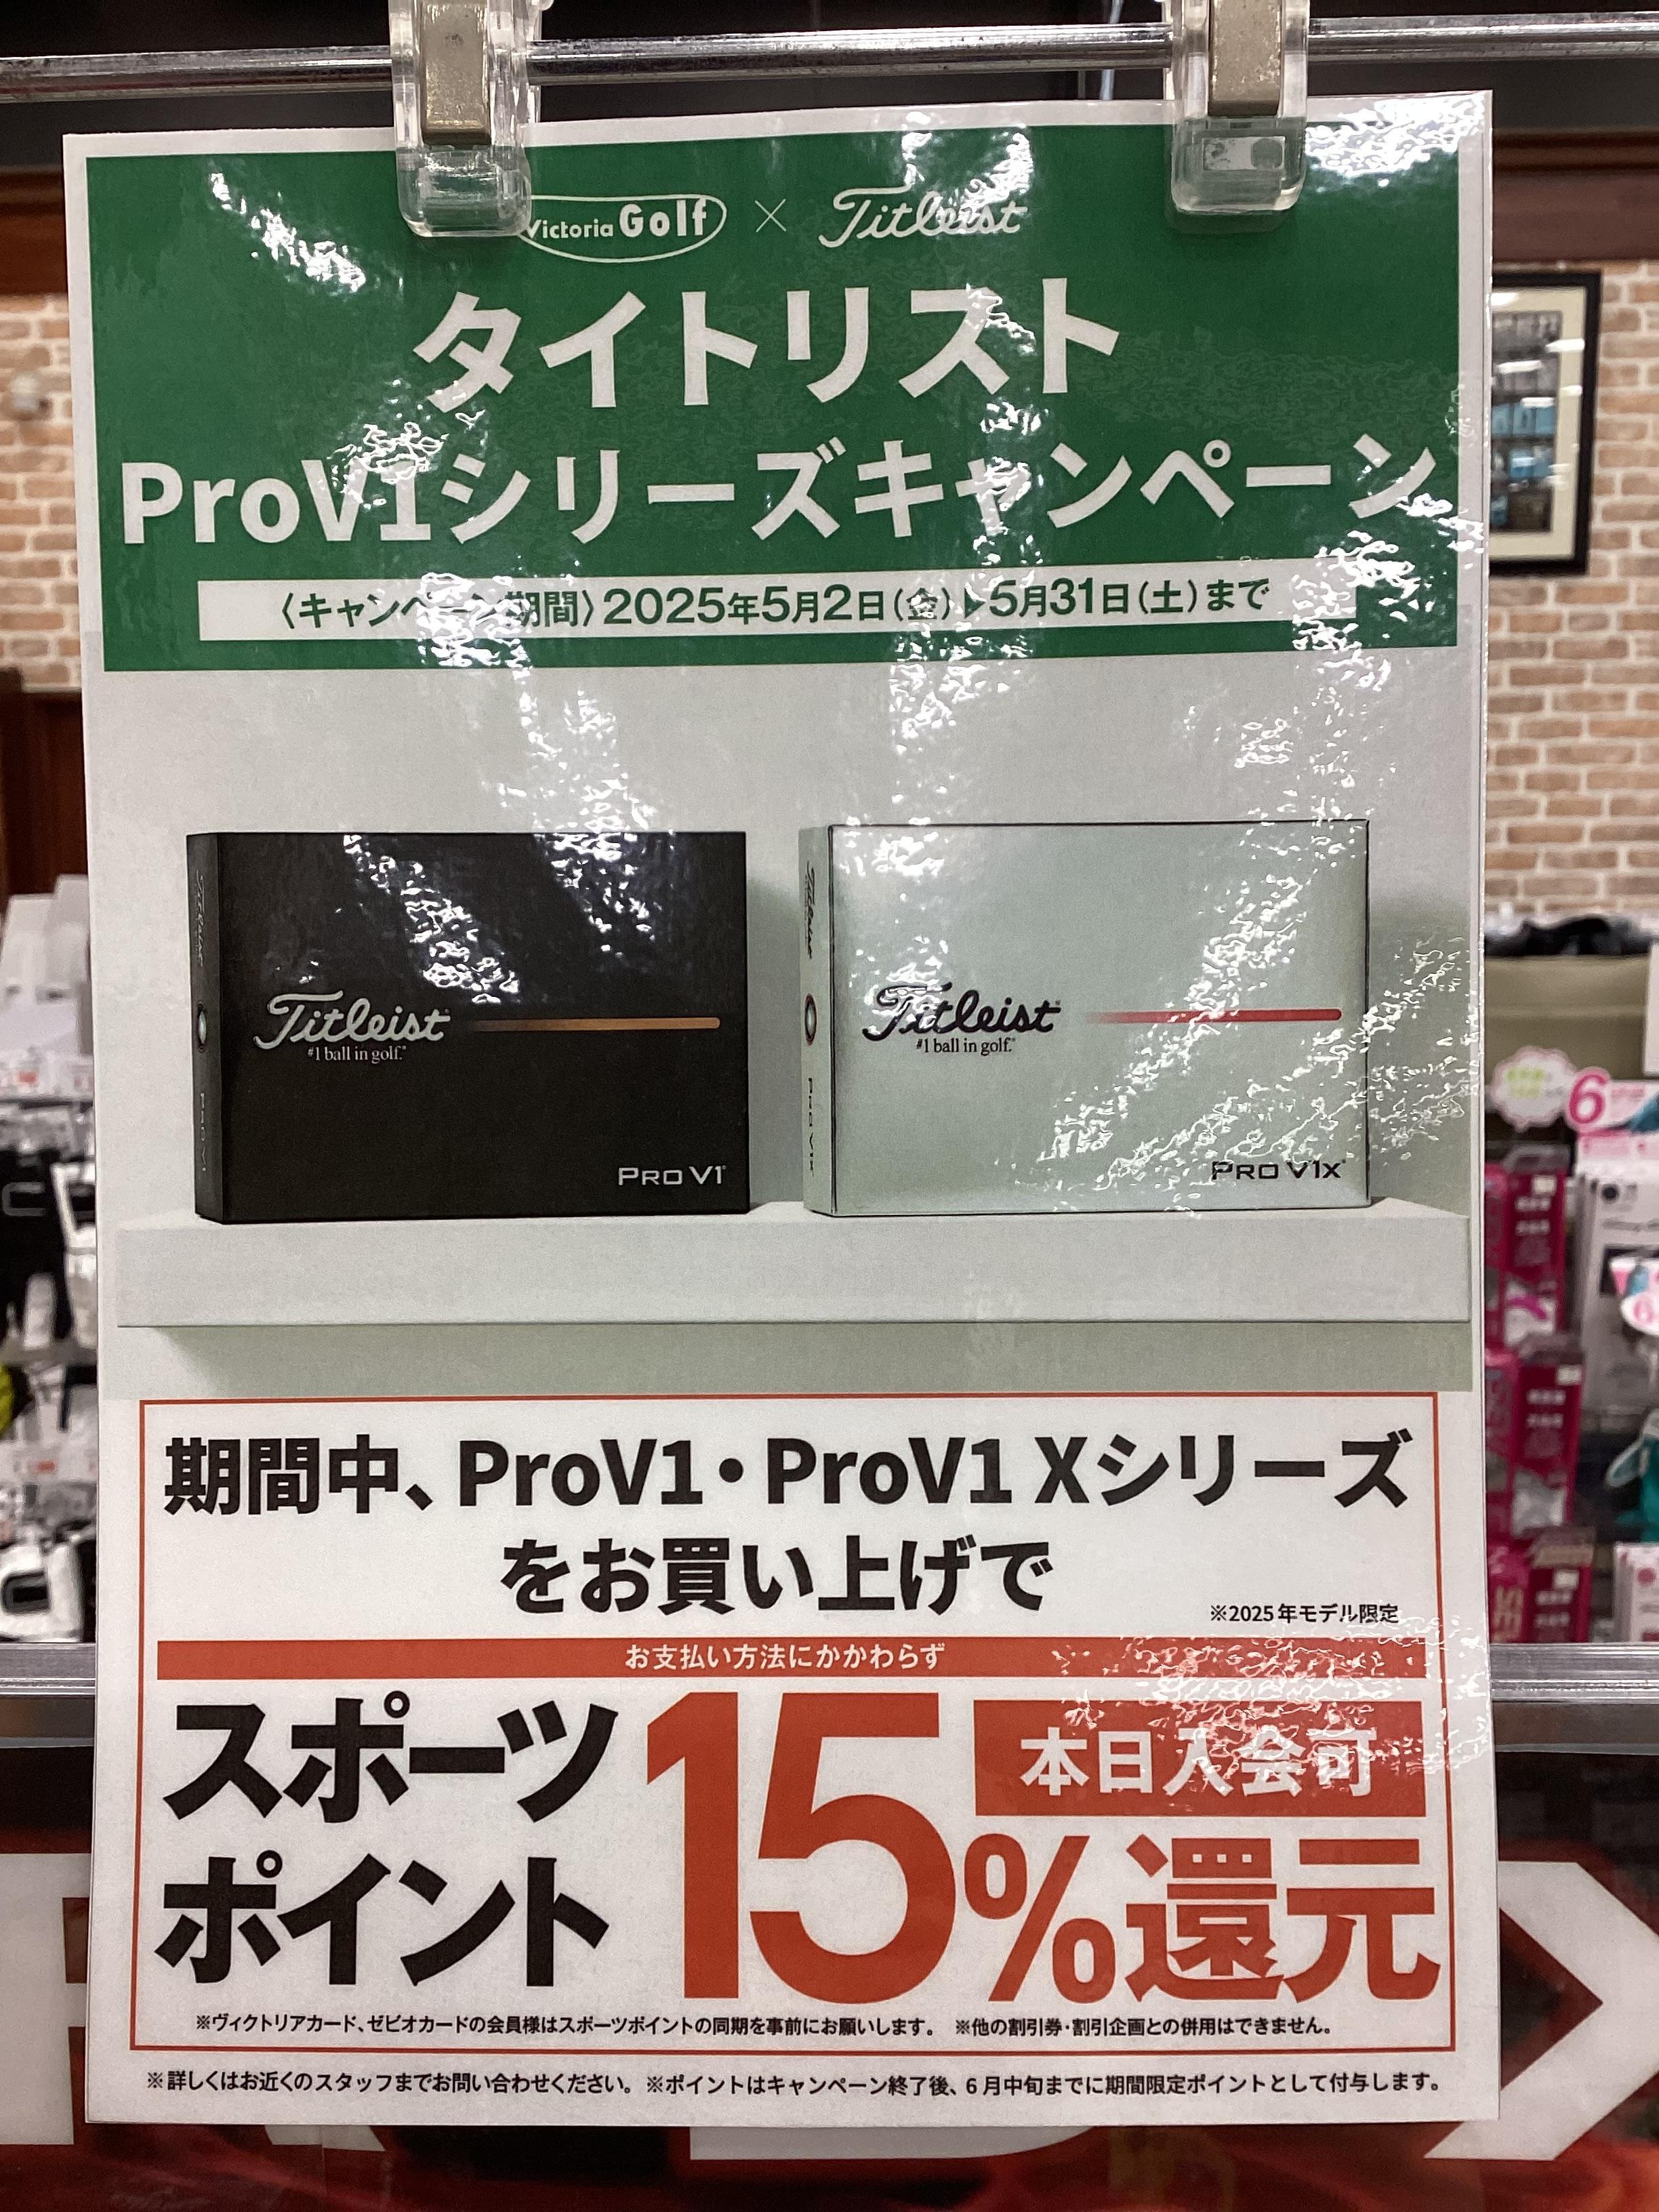 Victoria Golf × Titleist
タイトリスト
ProV1シリーズキャンペーン
〈キャンペーン期間〉2025年5月2日(金)▶5月31日(土)まで
Titleist
#1 ball in golf.®
PRO V1
Titleist
#1 ball in golf.®
PRO V1x
期間中、ProV1・ProV1 Xシリーズ
をお買い上げで
※2025年モデル限定
お支払い方法にかかわらず
スポーツ
ポイント
15%還元
本日入会可
※ヴィクトリアカード、ゼビオカードの会員様はスポーツポイントの同期を事前にお願いします。 ※他の割引券・割引企画との併用はできません。
※詳しくはお近くのスタッフまでお問い合わせください。 ※ポイントはキャンペーン終了後、6月中旬までに期間限定ポイントとして付与します。